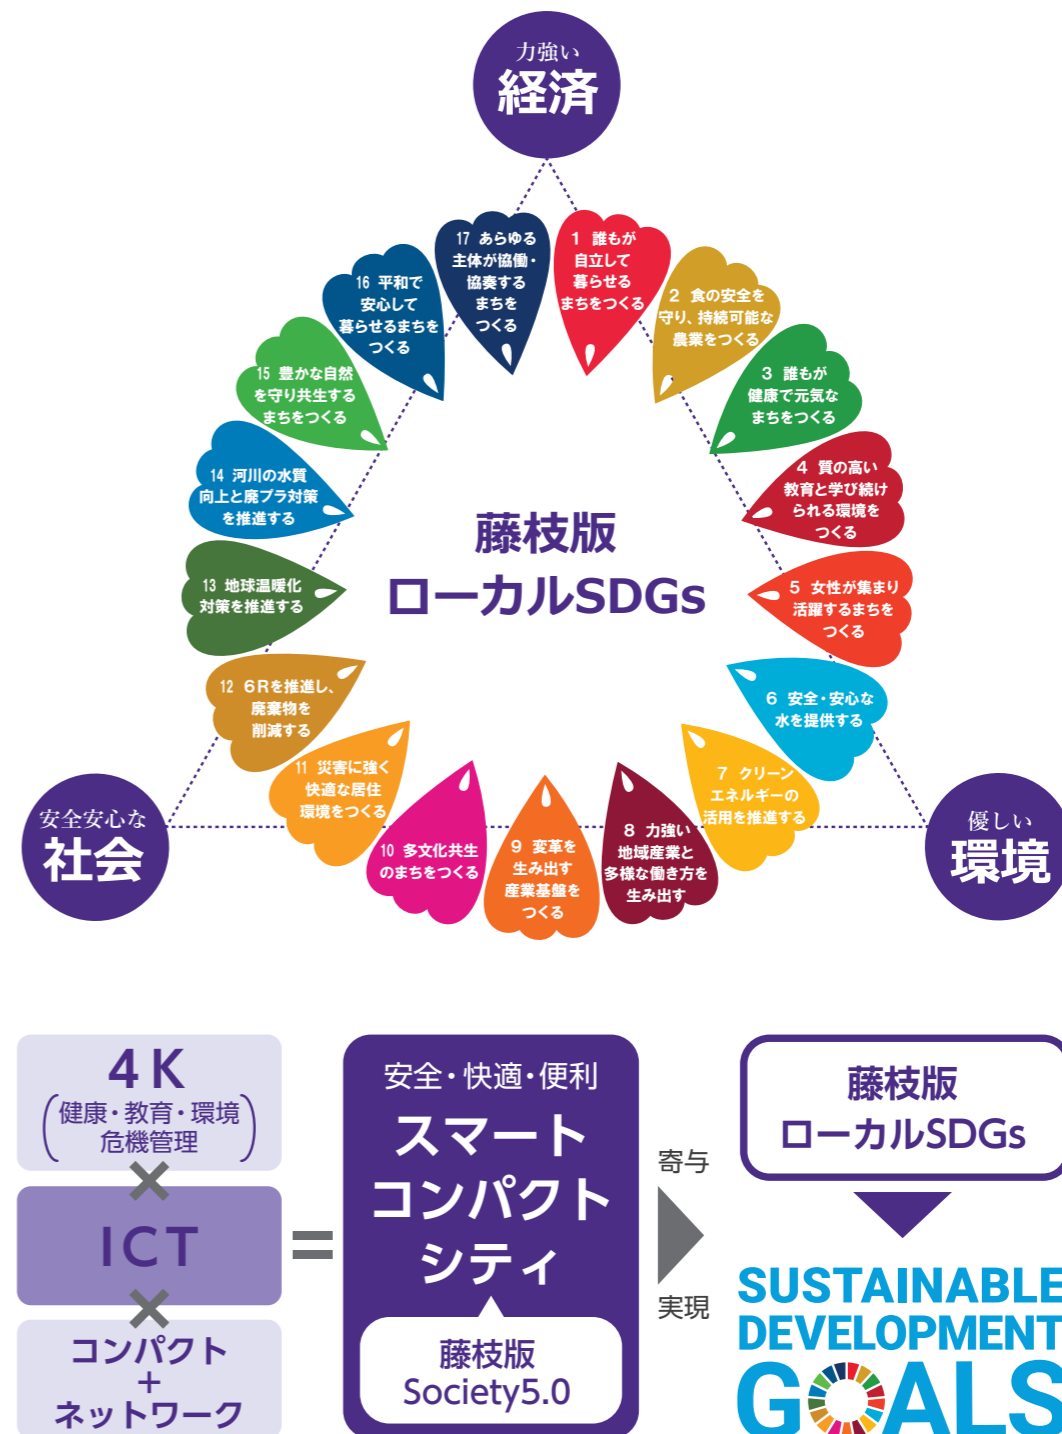 力強い
経済
17 あらゆる
主体が協働・
協奏する
まちを
つくる
1 誰もが
自立して
暮らせる
まちをつくる
16 平和で
安心して
暮らせるまちを
つくる
2 食の安全を
守り、持続可能な
農業をつくる
15 豊かな自然
を守り共生する
まちをつくる
3 誰もが
健康で元気な
まちをつくる
14 河川の水質
向上と廃プラ対策
を推進する
4 質の高い
教育と学び続け
られる環境を
つくる
藤枝版
ローカルSDGs
13 地球温暖化
対策を推進する
5 女性が集まり
活躍するまちを
つくる
12 6Rを推進し、
廃棄物を
削減する
6 安全・安心な
水を提供する
11 災害に強く
快適な居住
環境をつくる
7 クリーン
エネルギーの
活用を推進する
10 多文化共生
のまちをつくる
9 変革を
生み出す
産業基盤を
つくる
8 力強い
地域産業と
多様な働き方を
生み出す
安全安心な
社会
優しい
環境
4K
(健康・教育・環境
危機管理)
×
ICT
×
コンパクト
+
ネットワーク
=
安全・快適・便利
スマート
コンパクト
シティ
藤枝版
Society5.0
寄与
実現
藤枝版
ローカルSDGs
SUSTAINABLE
DEVELOPMENT
GOALS